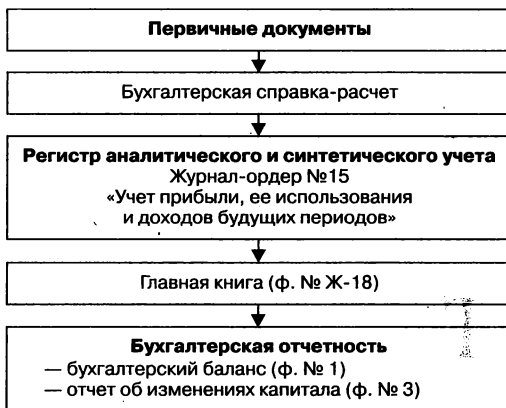 Первичные документы
Бухгалтерская справка-расчет
Регистр аналитического и синтетического учета
Журнал-ордер №15
«Учет прибыли, ее использования
и доходов будущих периодов»
Главная книга (ф. № Ж-18)
Бухгалтерская отчетность
— бухгалтерский баланс (ф. № 1)
— отчет об изменениях капитала (ф. № 3)